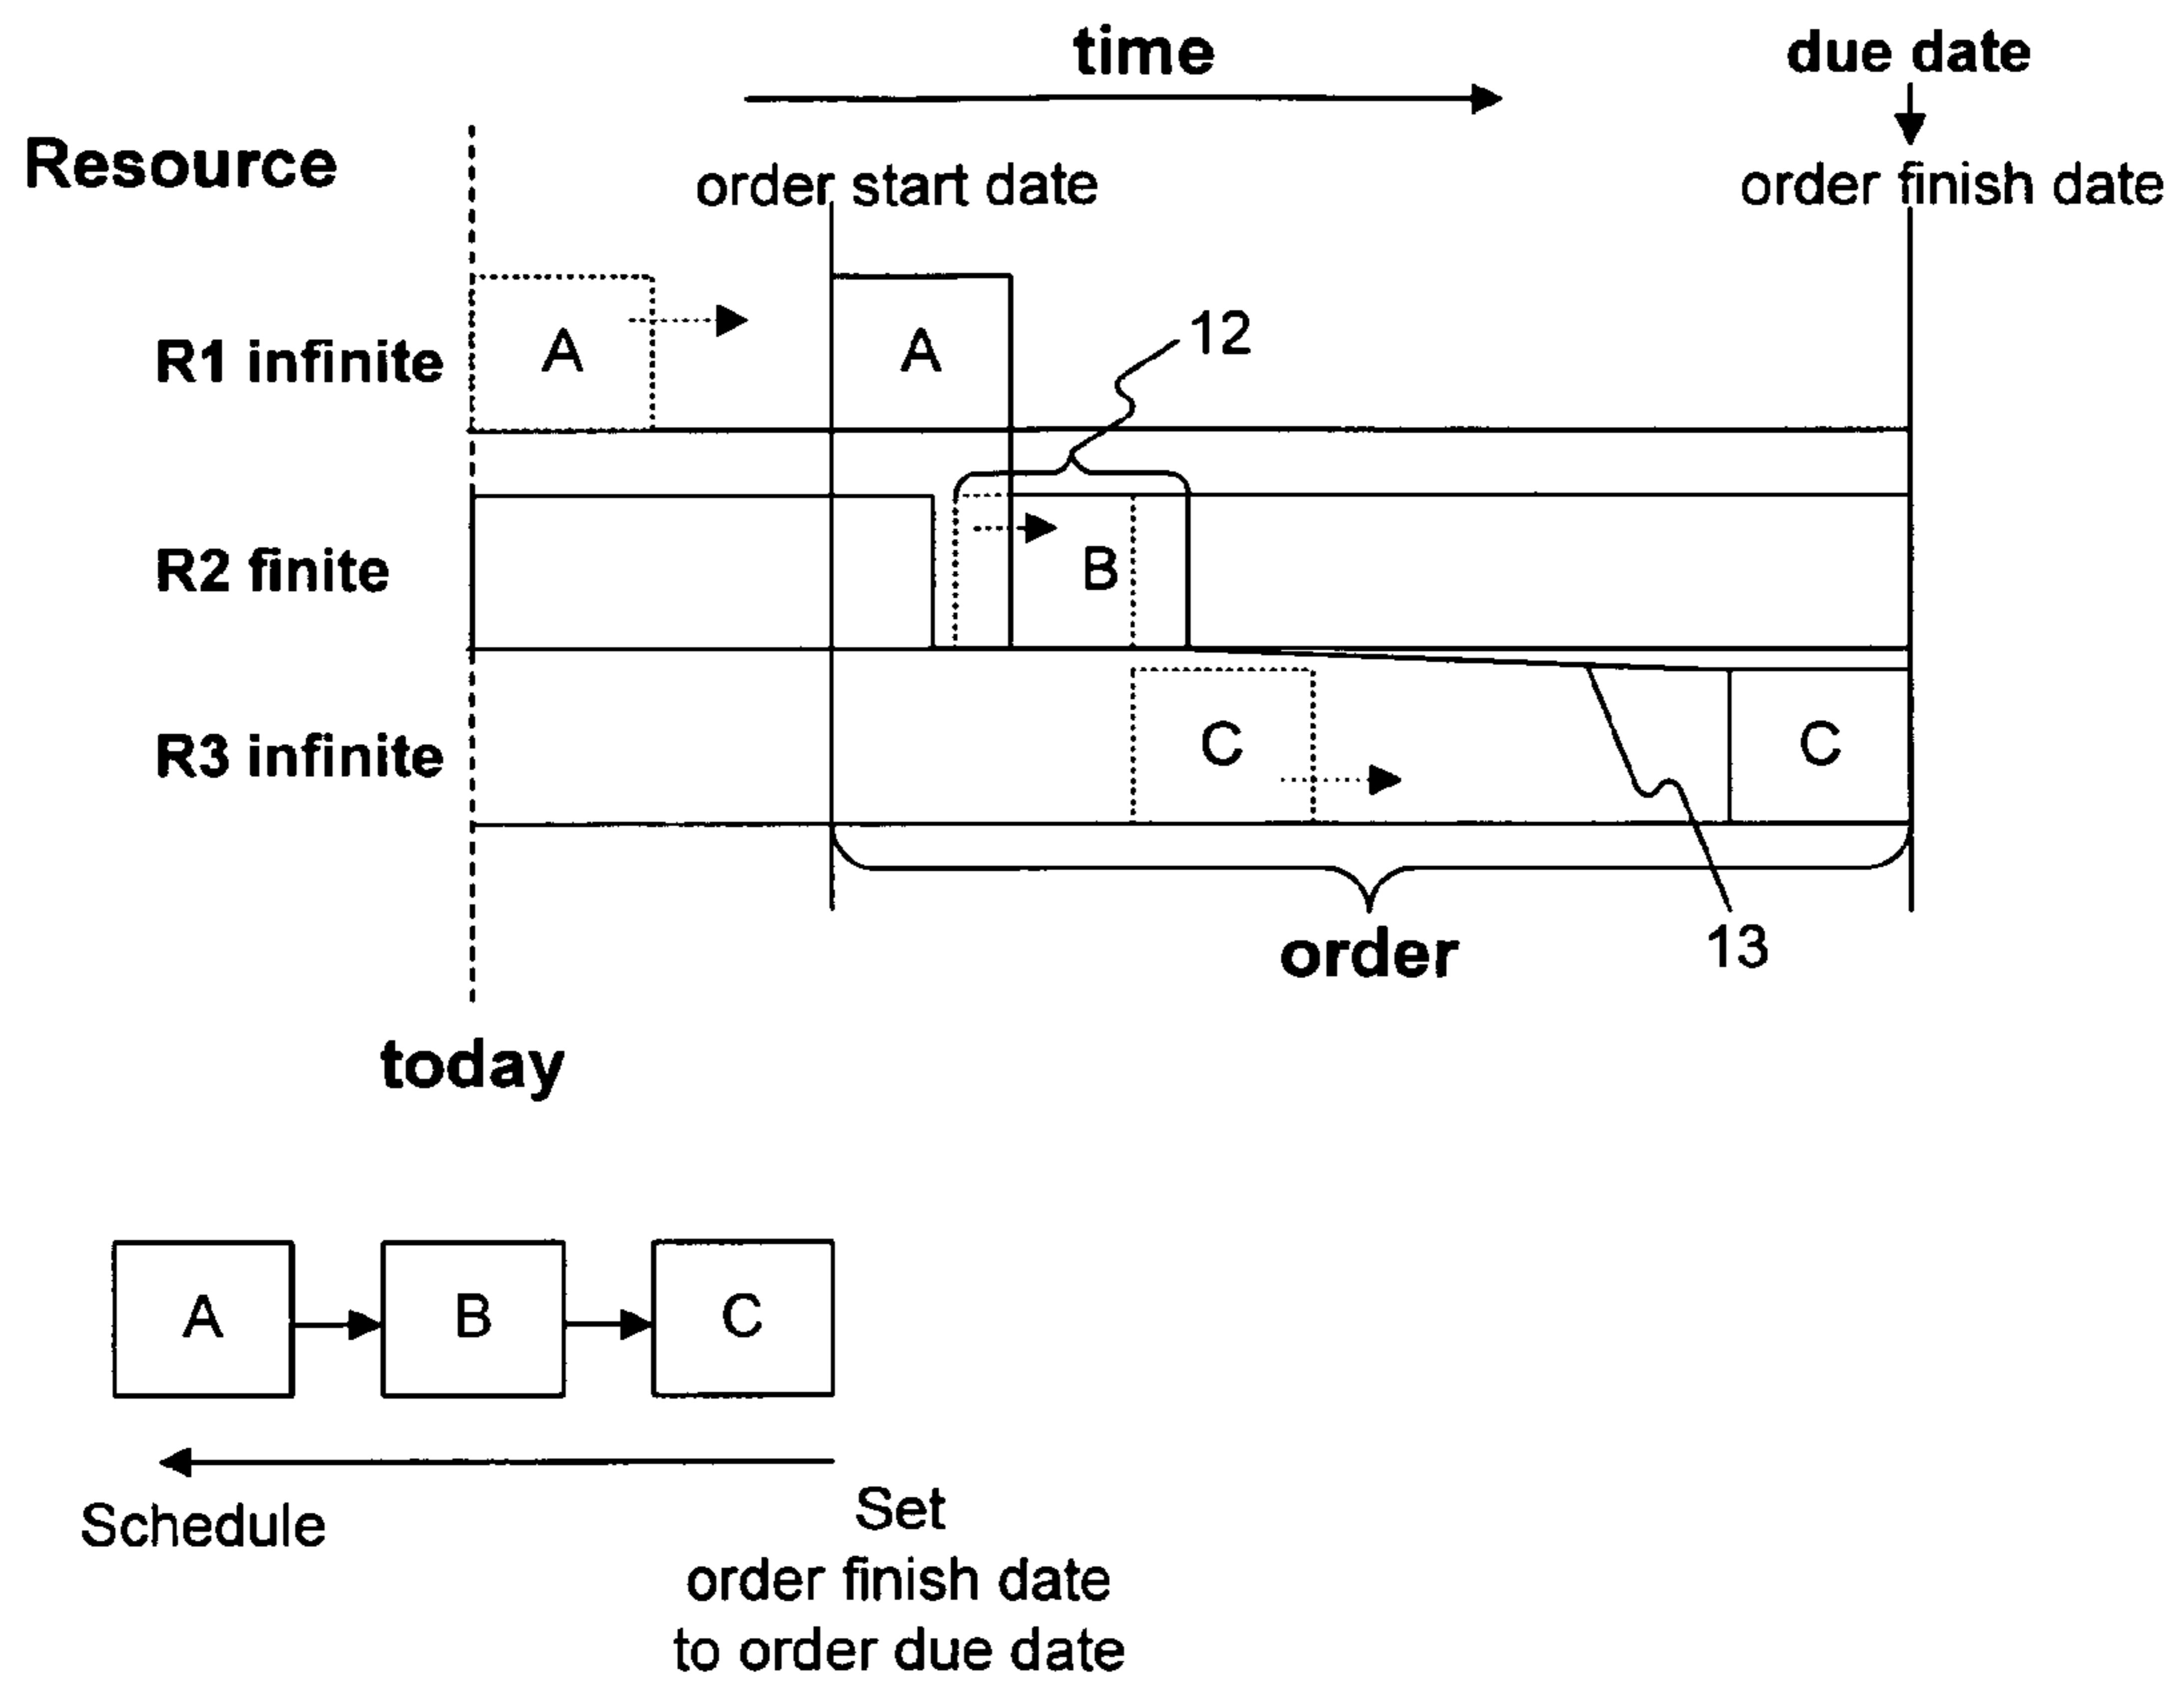 time
due date
Resource
order start date
order finish date
R1 infinite
A
A
12
R2 finite
B
R3 infinite
C
C
order
13
today
A
B
C
Schedule
Set
order finish date
to order due date